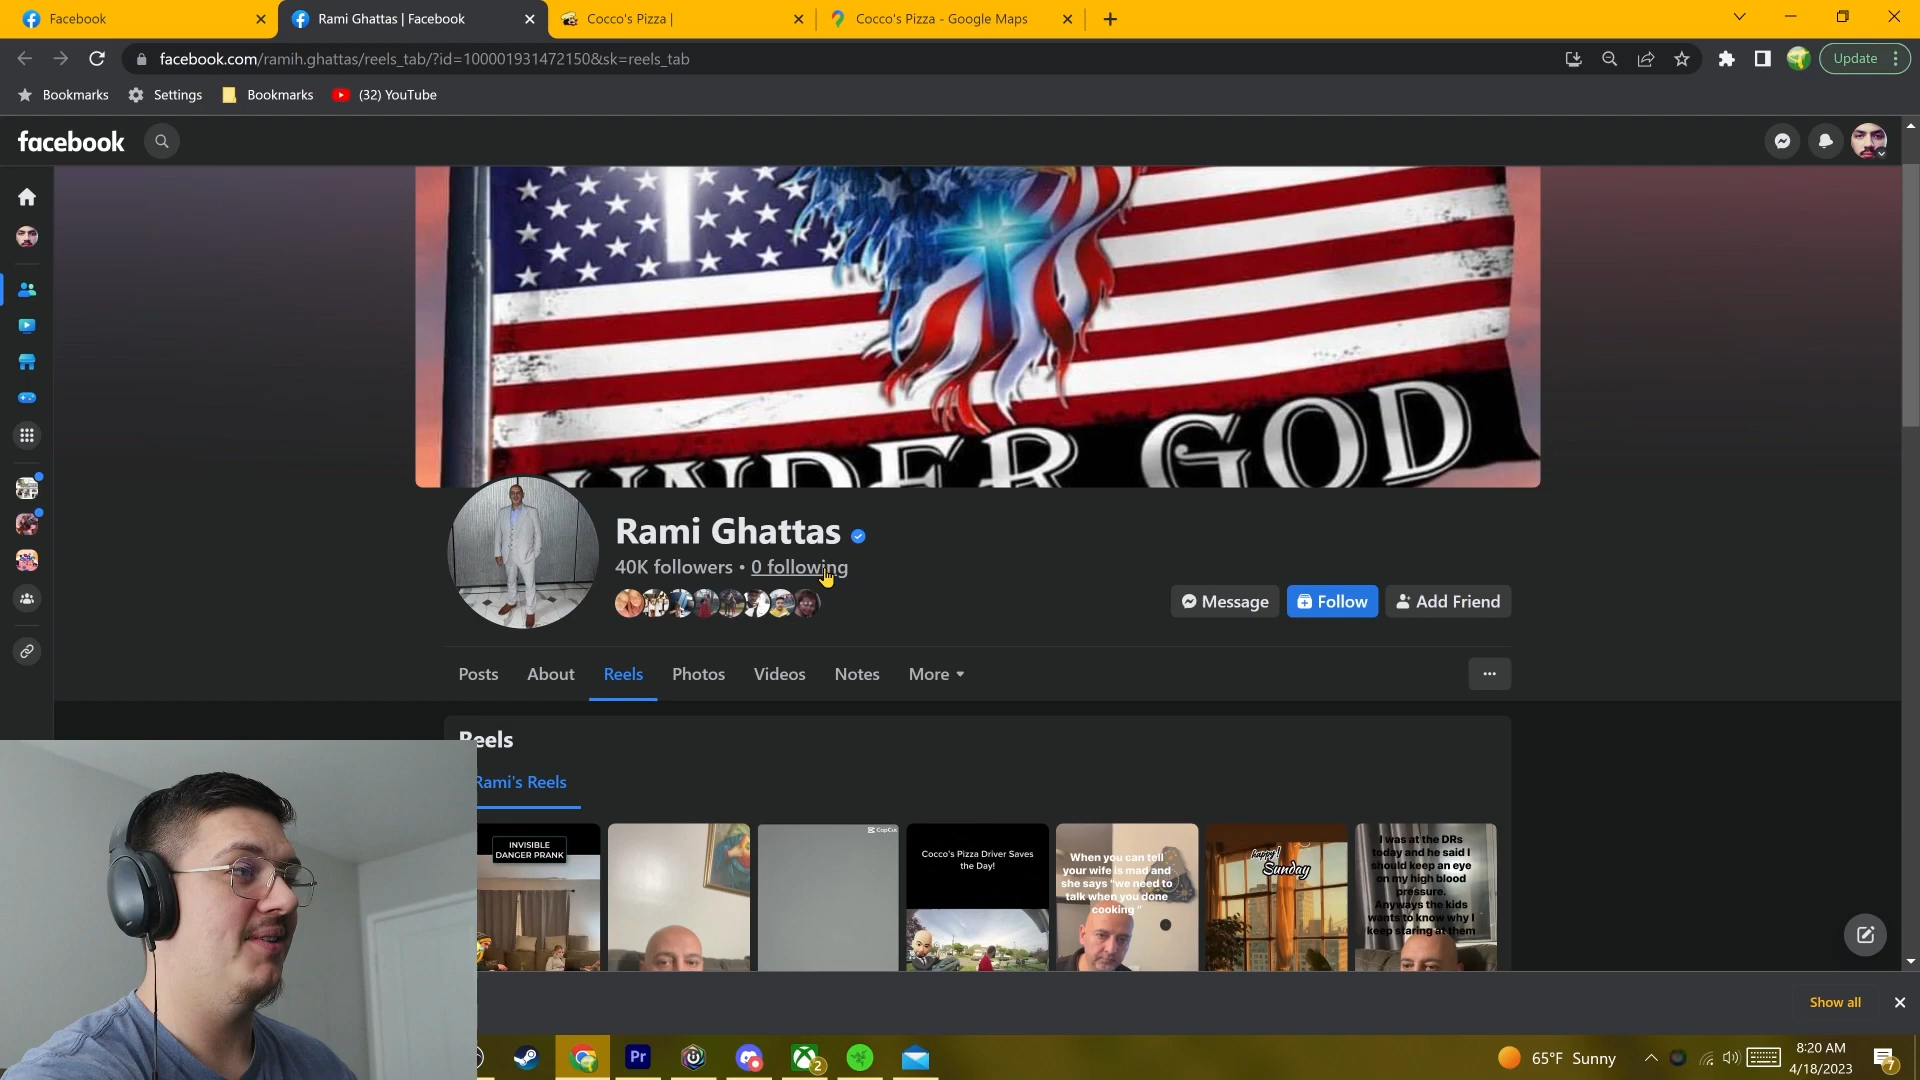 Facebook
Rami Ghattas | Facebook
Cocco's Pizza |
Cocco's Pizza - Google Maps
facebook.com/ramih.ghattas/reels_tab/?id=100001931472150&sk=reels_tab
Update
Bookmarks
Settings
Bookmarks
(32) YouTube
facebook
UNDER GOD
Rami Ghattas
40K followers • 0 following
Message
Follow
Add Friend
Posts
About
Reels
Photos
Videos
Notes
More
Reels
Rami's Reels
INVISIBLE
DANGER PRANK
CapCut
Cocco's Pizza Driver Saves
the Day!
When you can tell
your wife is mad and
she says "we need to
talk when you done
cooking "
happy!
Sunday
I was at the DRs
today and he said I
should keep an eye
on my high blood
pressure.
Anyways the kids
wants to know why I
keep staring at them
Show all
Pr
2
65°F Sunny
8:20 AM
4/18/2023
7